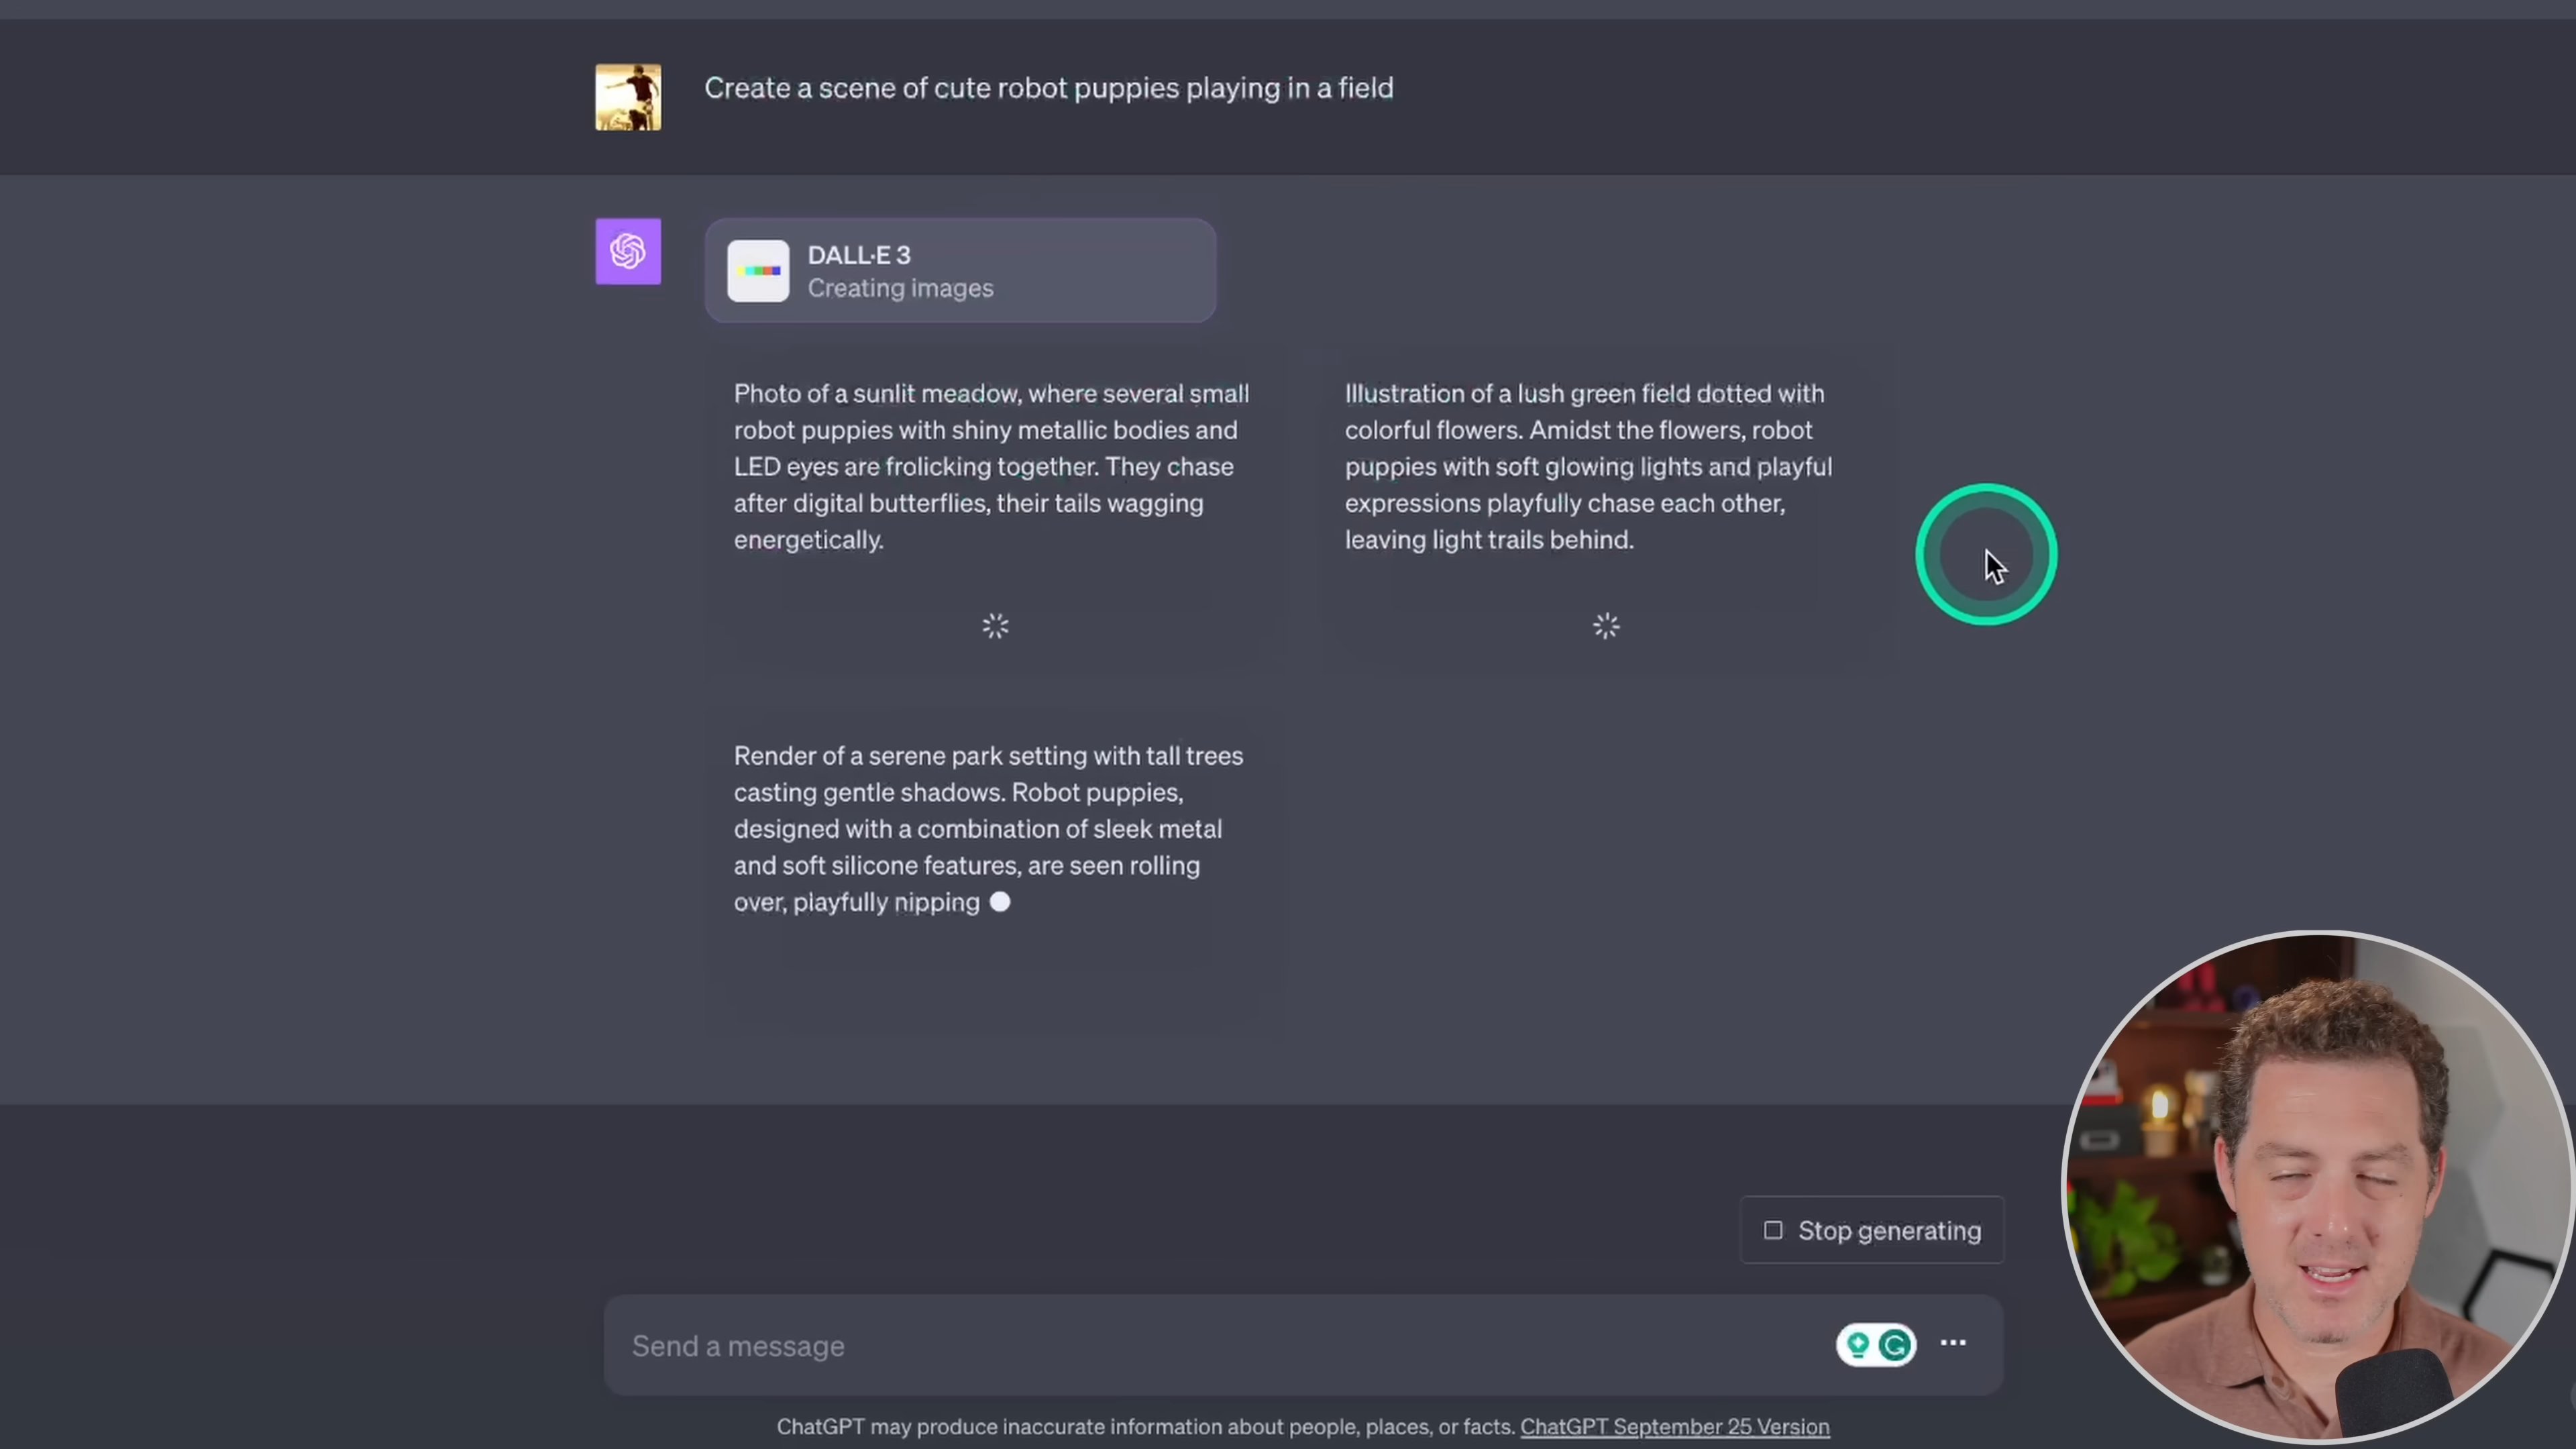 Create a scene of cute robot puppies playing in a field
DALL·E 3
Creating images
Photo of a sunlit meadow, where several small
robot puppies with shiny metallic bodies and
LED eyes are frolicking together. They chase
after digital butterflies, their tails wagging
energetically.
Illustration of a lush green field dotted with
colorful flowers. Amidst the flowers, robot
puppies with soft glowing lights and playful
expressions playfully chase each other,
leaving light trails behind.
Render of a serene park setting with tall trees
casting gentle shadows. Robot puppies,
designed with a combination of sleek metal
and soft silicone features, are seen rolling
over, playfully nipping
Stop generating
Send a message
ChatGPT may produce inaccurate information about people, places, or facts. ChatGPT September 25 Version